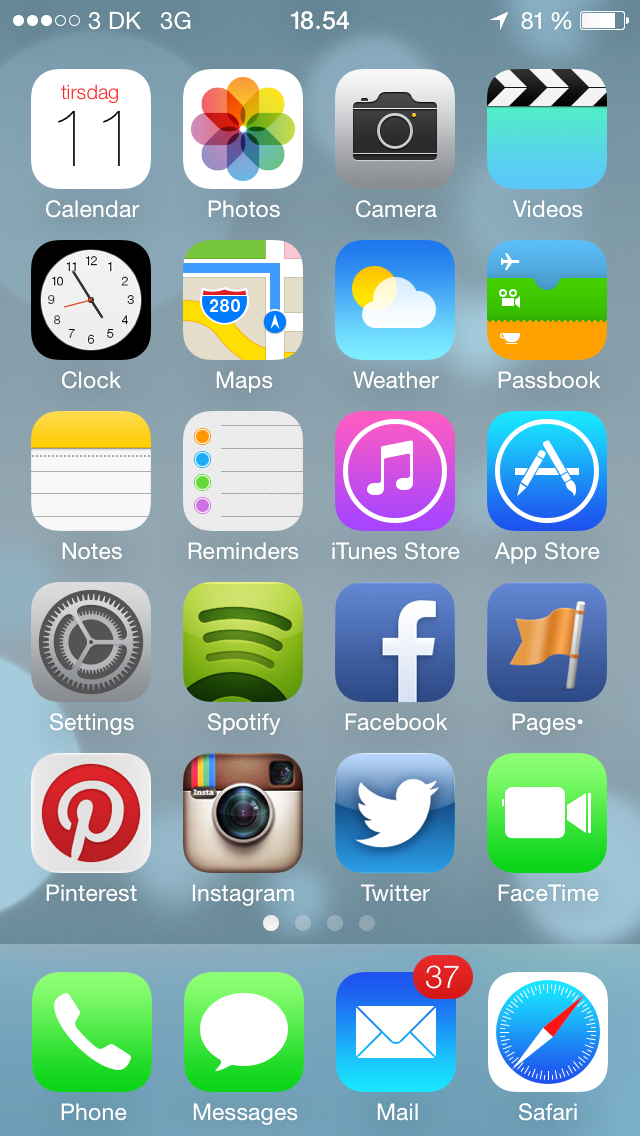 3 DK 3G 18.54 81 %
tirsdag
11
Calendar Photos Camera Videos
12
11 1
10 2
9 3
8 4
7 5
6
280
Clock Maps Weather Passbook
Notes Reminders iTunes Store App Store
f
Settings Spotify Facebook Pages•
Insta
Pinterest Instagram Twitter FaceTime
37
Phone Messages Mail Safari